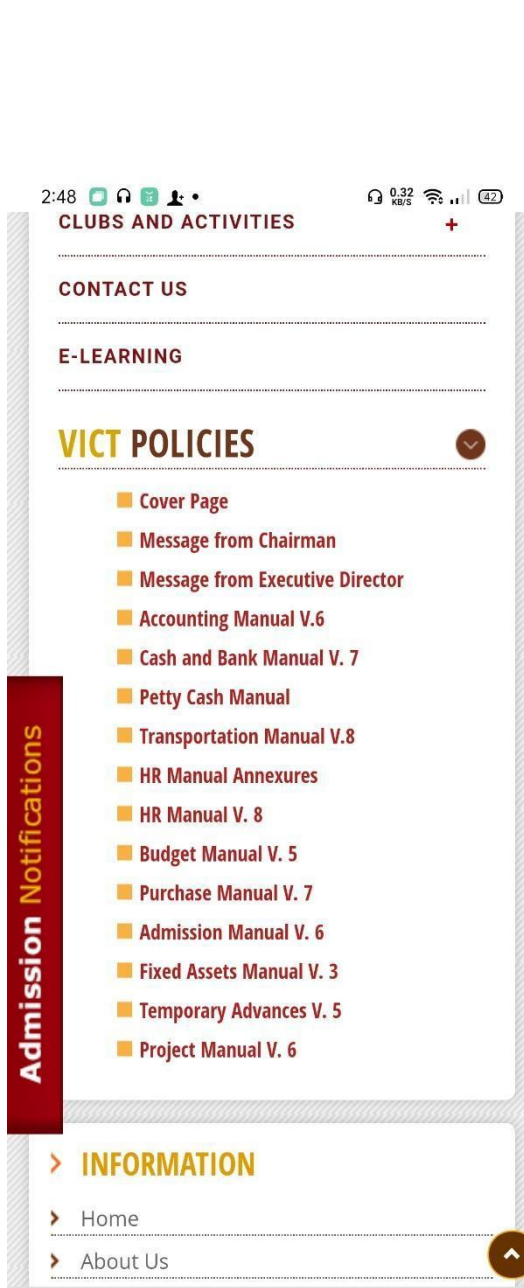 2:48 0.32 KB/S 42
CLUBS AND ACTIVITIES +
CONTACT US
E-LEARNING
VICT POLICIES
Cover Page
Message from Chairman
Message from Executive Director
Accounting Manual V.6
Cash and Bank Manual V. 7
Petty Cash Manual
Transportation Manual V.8
HR Manual Annexures
HR Manual V. 8
Budget Manual V. 5
Purchase Manual V. 7
Admission Manual V. 6
Fixed Assets Manual V. 3
Temporary Advances V. 5
Project Manual V. 6
Admission Notifications
INFORMATION
Home
About Us